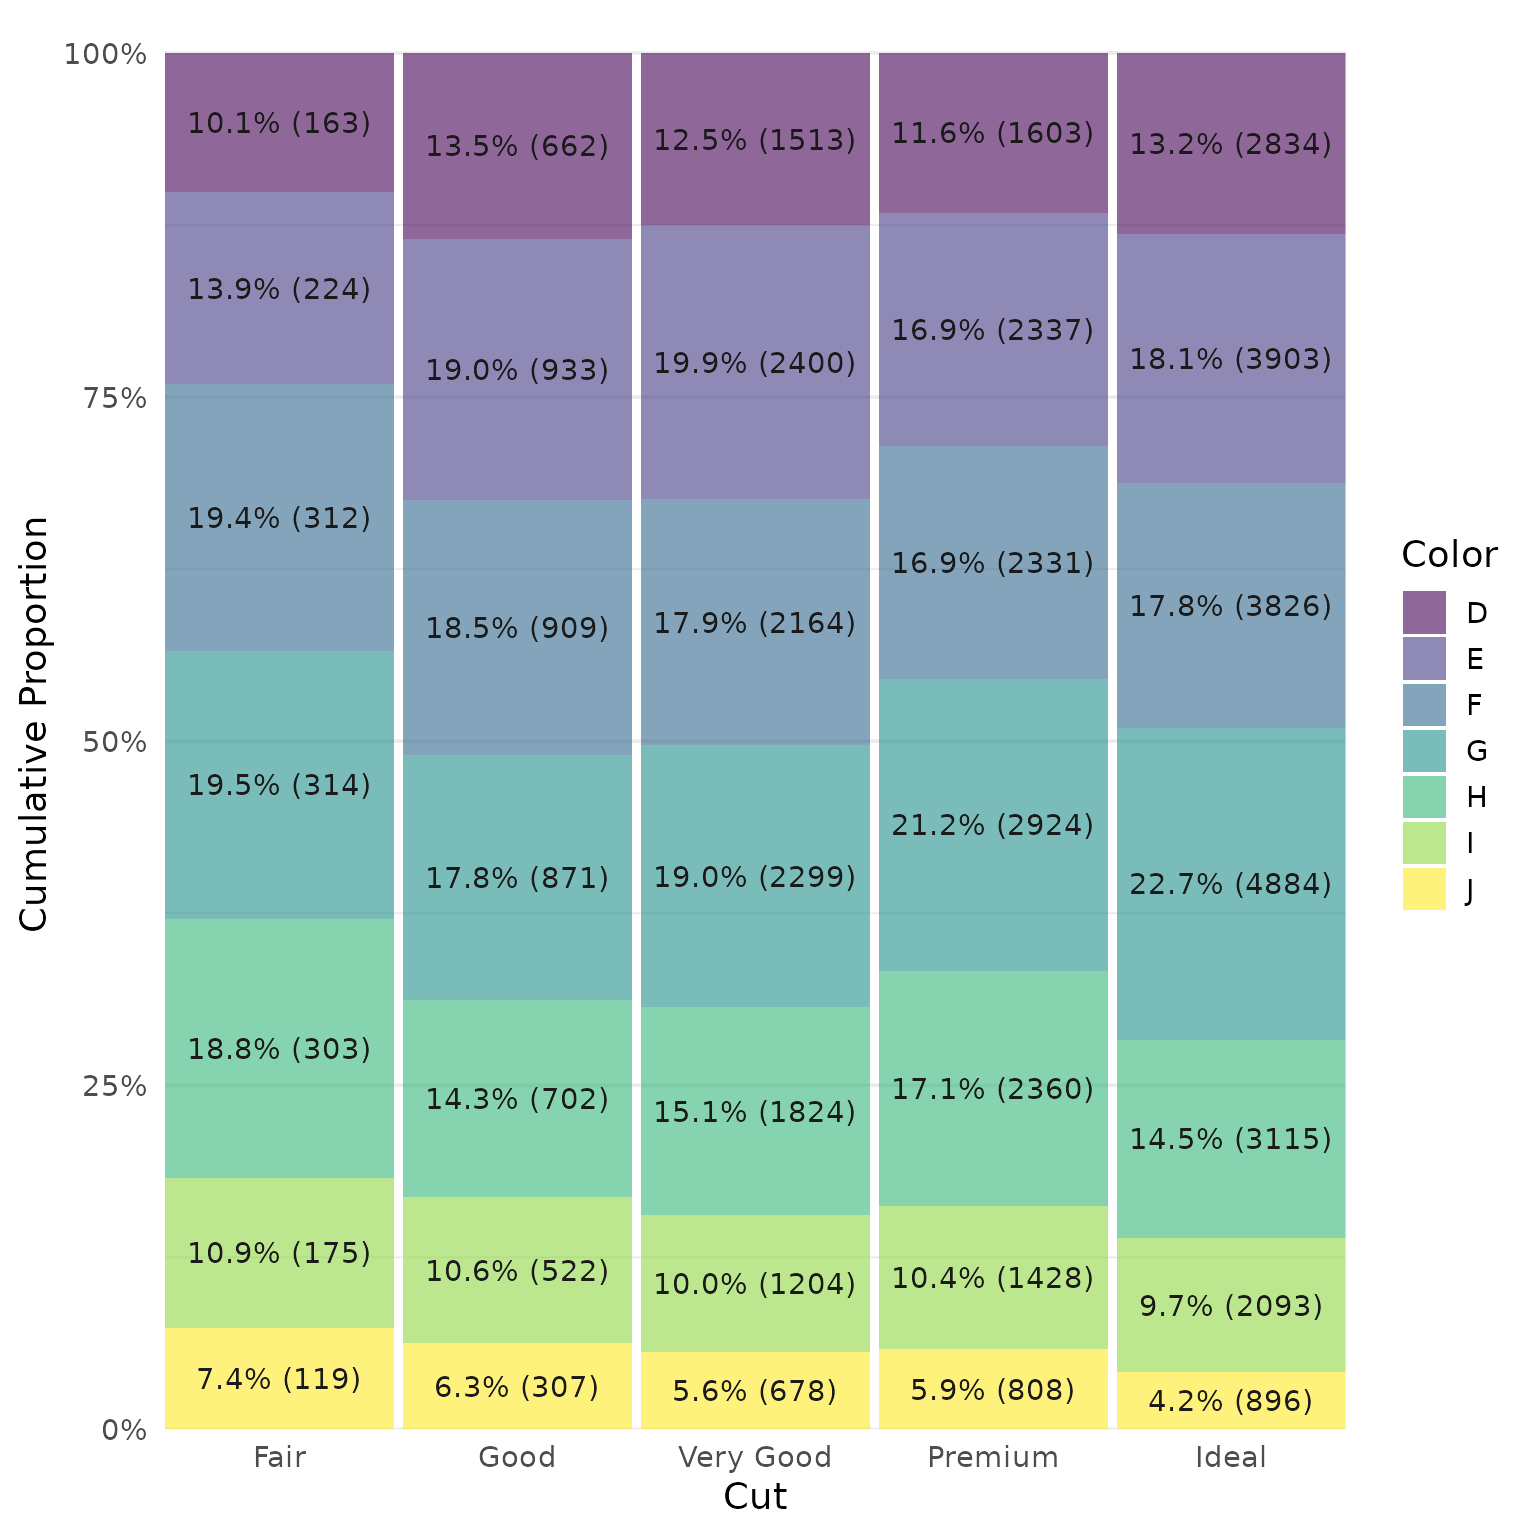 100%
75%
50%
25%
0%
Cumulative Proportion
10.1% (163)
13.9% (224)
19.4% (312)
19.5% (314)
18.8% (303)
10.9% (175)
7.4% (119)
13.5% (662)
19.0% (933)
18.5% (909)
17.8% (871)
14.3% (702)
10.6% (522)
6.3% (307)
12.5% (1513)
19.9% (2400)
17.9% (2164)
19.0% (2299)
15.1% (1824)
10.0% (1204)
5.6% (678)
11.6% (1603)
16.9% (2337)
16.9% (2331)
21.2% (2924)
17.1% (2360)
10.4% (1428)
5.9% (808)
13.2% (2834)
18.1% (3903)
17.8% (3826)
22.7% (4884)
14.5% (3115)
9.7% (2093)
4.2% (896)
Fair
Good
Very Good
Premium
Ideal
Cut
Color
D
E
F
G
H
I
J